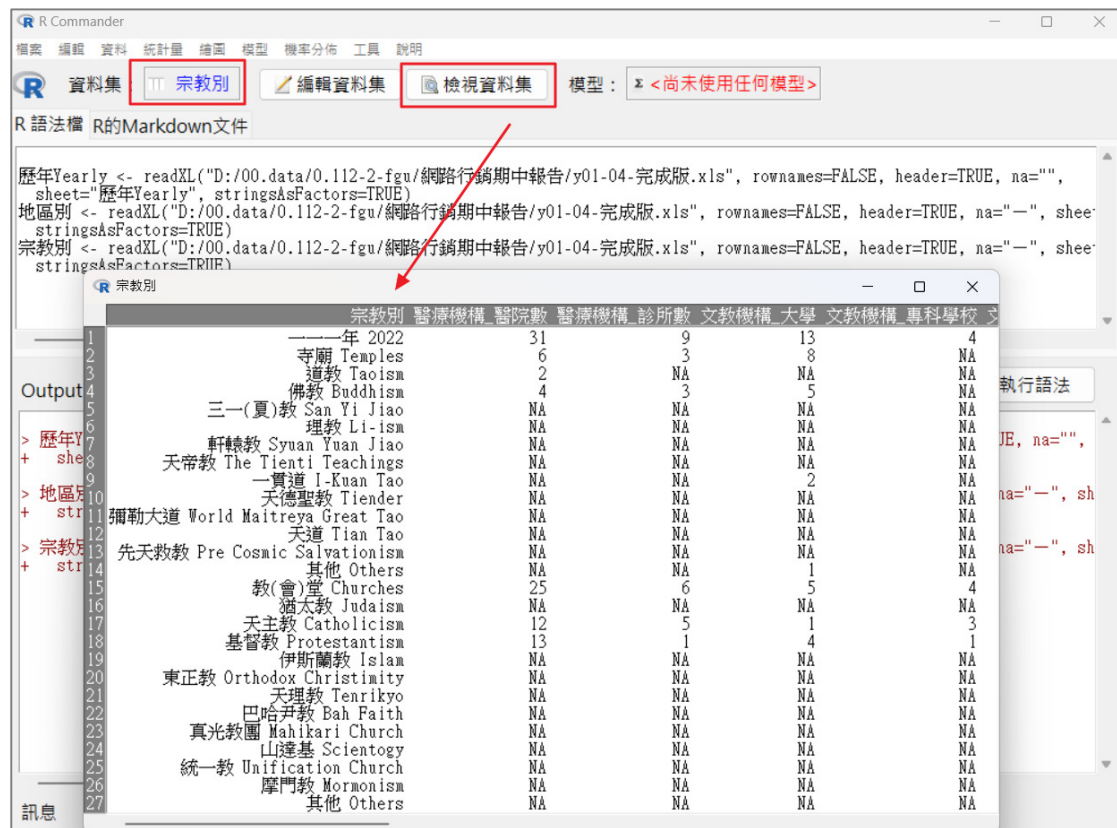 R Commander
檔案 編輯 資料 統計量 繪圖 模型 機率分佈 工具 說明
資料集： 宗教別 編輯資料集 檢視資料集 模型： Σ <尚未使用任何模型>
R 語法檔 R的Markdown文件
歷年Yearly <- readXL("D:/00.data/0.112-2-fgu/網路行銷期中報告/y01-04-完成版.xls", rownames=FALSE, header=TRUE, na="",
sheet="歷年Yearly", stringsAsFactors=TRUE)
地區別 <- readXL("D:/00.data/0.112-2-fgu/網路行銷期中報告/y01-04-完成版.xls", rownames=FALSE, header=TRUE, na="－", shee
stringsAsFactors=TRUE)
宗教別 <- readXL("D:/00.data/0.112-2-fgu/網路行銷期中報告/y01-04-完成版.xls", rownames=FALSE, header=TRUE, na="－", shee
stringsAsFactors=TRUE)
Output 執行語法
> 歷年Y UE, na="",
+ she
> 地區別 na="－", sh
+ str
> 宗教別 na="－", sh
+ str
訊息
宗教別
宗教別 醫療機構_醫院數 醫療機構_診所數 文教機構_大學 文教機構_專科學校 文
1 一一一年 2022 31 9 13 4
2 寺廟 Temples 6 3 8 NA
3 道教 Taoism 2 NA NA NA
4 佛教 Buddhism 4 3 5 NA
5 三一(夏)教 San Yi Jiao NA NA NA NA
6 理教 Li-ism NA NA NA NA
7 軒轅教 Syuan Yuan Jiao NA NA NA NA
8 天帝教 The Tienti Teachings NA NA NA NA
9 一貫道 I-Kuan Tao NA NA 2 NA
10 天德聖教 Tiender NA NA NA NA
11 彌勒大道 World Maitreya Great Tao NA NA NA NA
12 天道 Tian Tao NA NA NA NA
13 先天救教 Pre Cosmic Salvationism NA NA NA NA
14 其他 Others NA NA 1 NA
15 教(會)堂 Churches 25 6 5 4
16 猶太教 Judaism NA NA NA NA
17 天主教 Catholicism 12 5 1 3
18 基督教 Protestantism 13 1 4 1
19 伊斯蘭教 Islam NA NA NA NA
20 東正教 Orthodox Christimity NA NA NA NA
21 天理教 Tenrikyo NA NA NA NA
22 巴哈尹教 Bah Faith NA NA NA NA
23 真光教團 Mahikari Church NA NA NA NA
24 山達基 Scientogy NA NA NA NA
25 統一教 Unification Church NA NA NA NA
26 摩門教 Mormonism NA NA NA NA
27 其他 Others NA NA NA NA